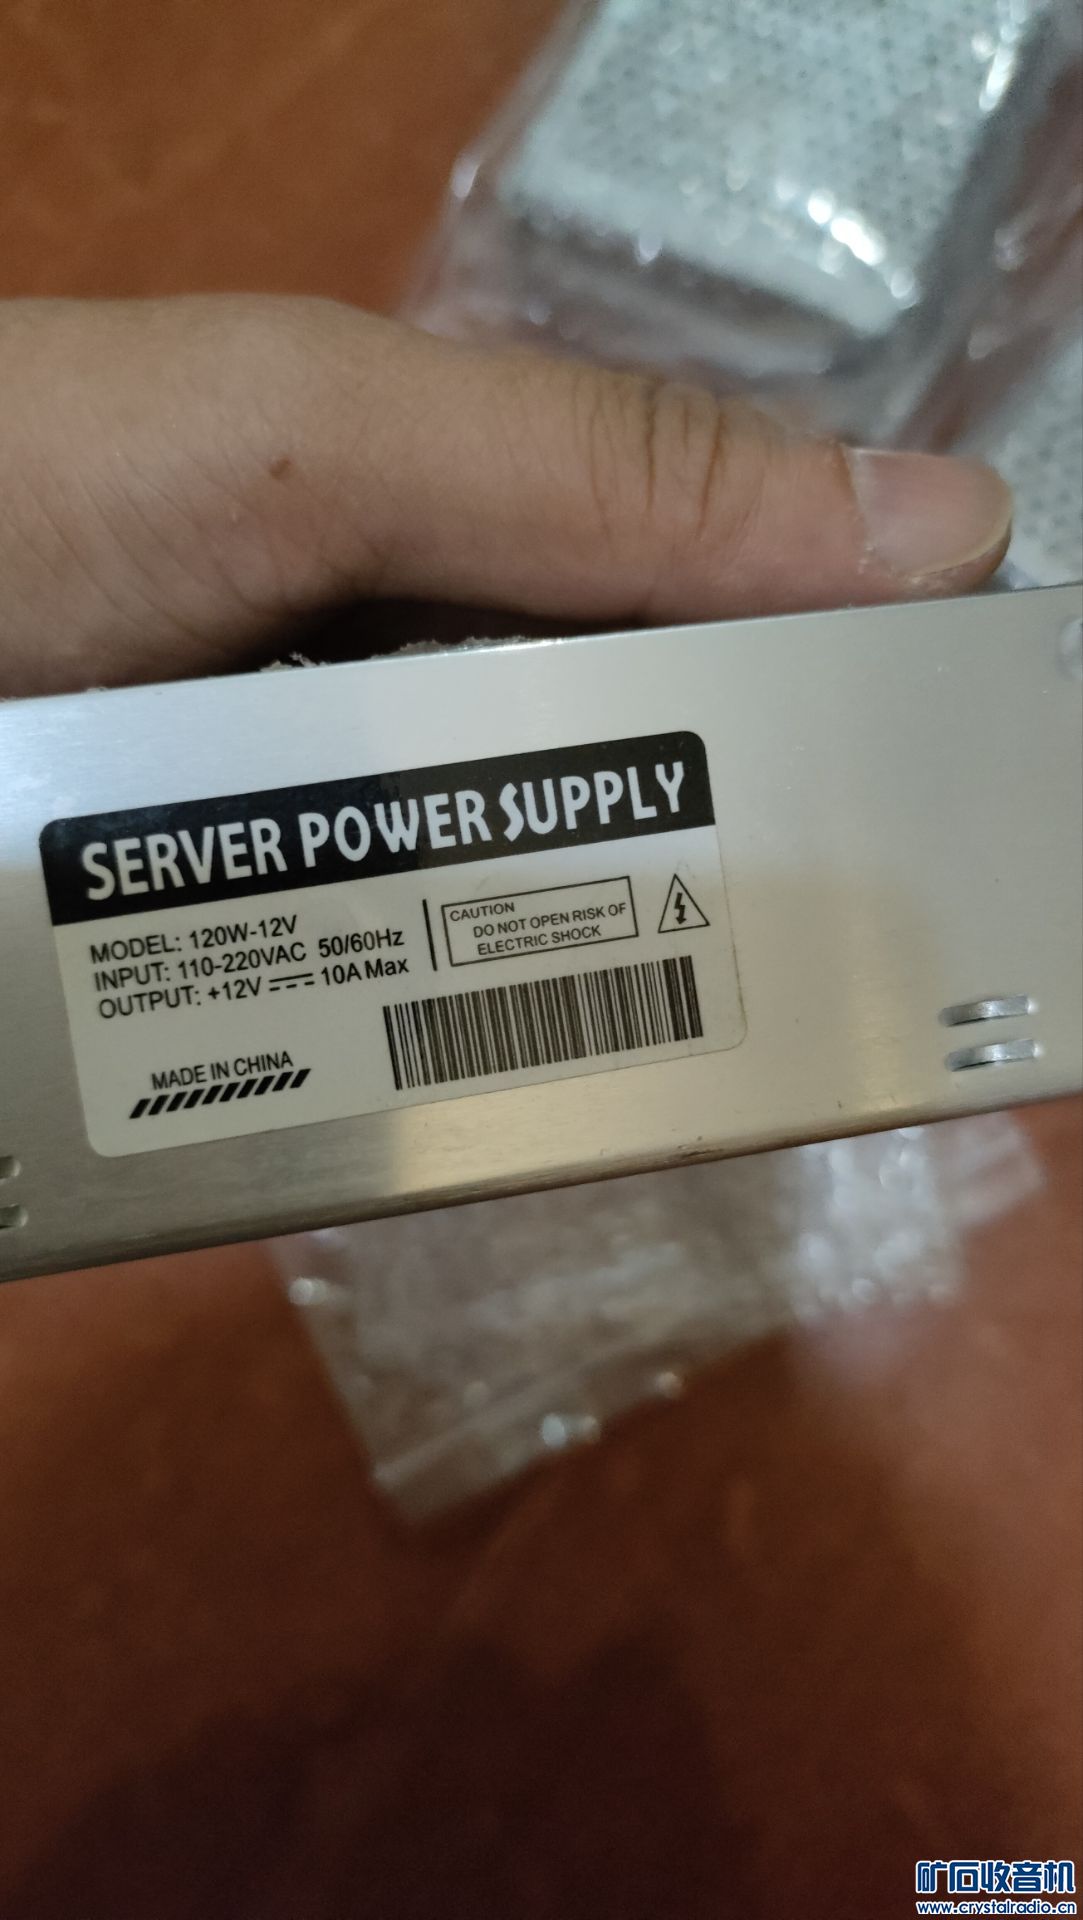 SERVER POWER SUPPLY
MODEL: 120W-12V
INPUT: 110-220VAC 50/60Hz
OUTPUT: +12V 10A Max
CAUTION
DO NOT OPEN RISK OF
ELECTRIC SHOCK
MADE IN CHINA
矿石收音机
www.crystalradio.cn